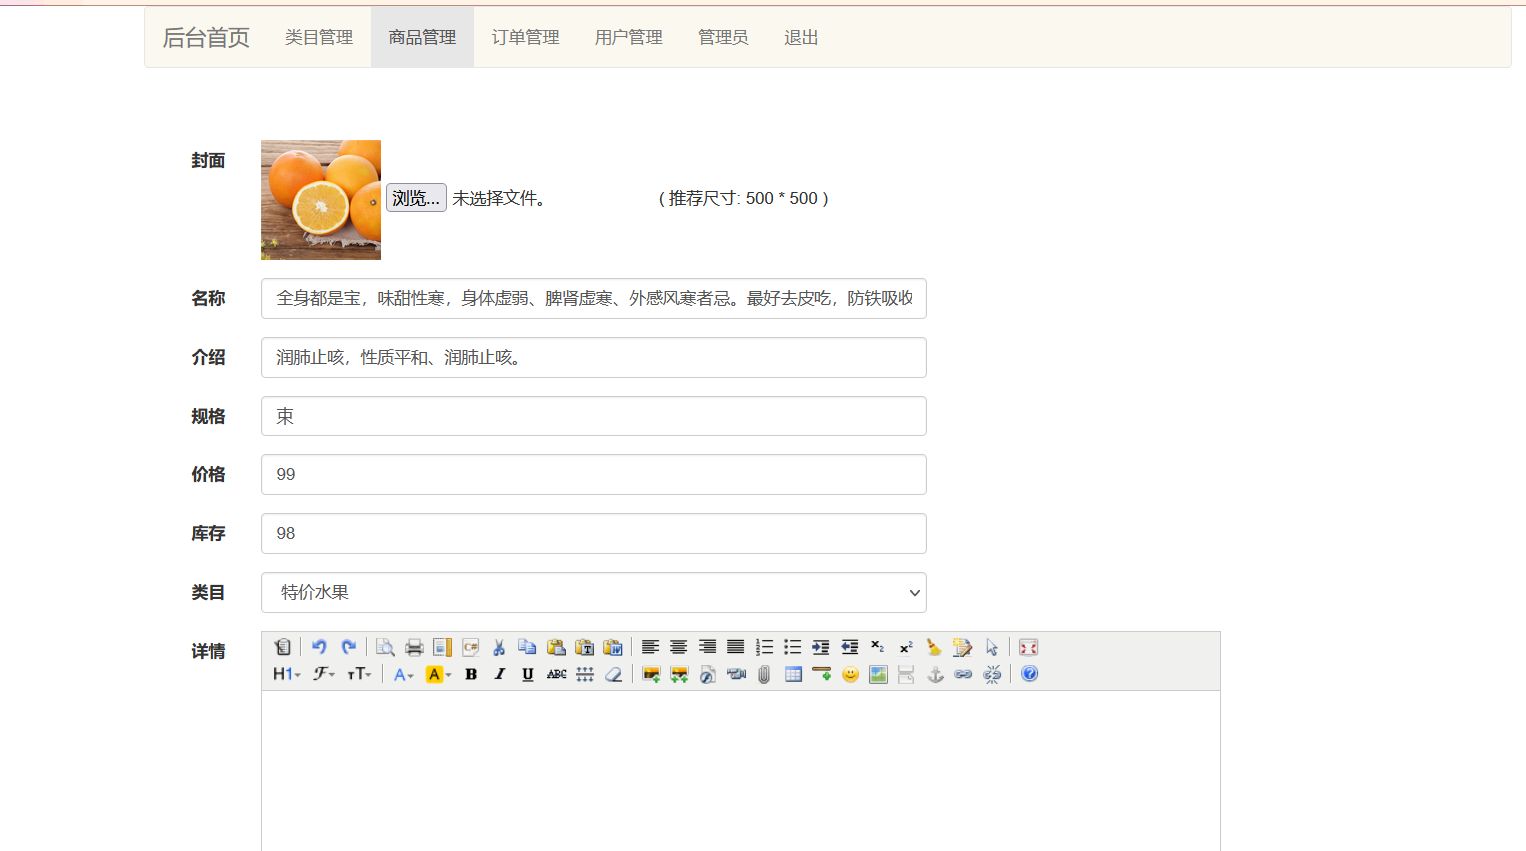 后台首页 类目管理 商品管理 订单管理 用户管理 管理员 退出
封面
浏览... 未选择文件。 ( 推荐尺寸: 500 * 500 )
名称 全身都是宝，味甜性寒，身体虚弱、脾肾虚寒、外感风寒者忌。最好去皮吃，防铁吸收
介绍 润肺止咳，性质平和、润肺止咳。
规格 束
价格 99
库存 98
类目 特价水果
详情
H1 F TT A A B I U ABC